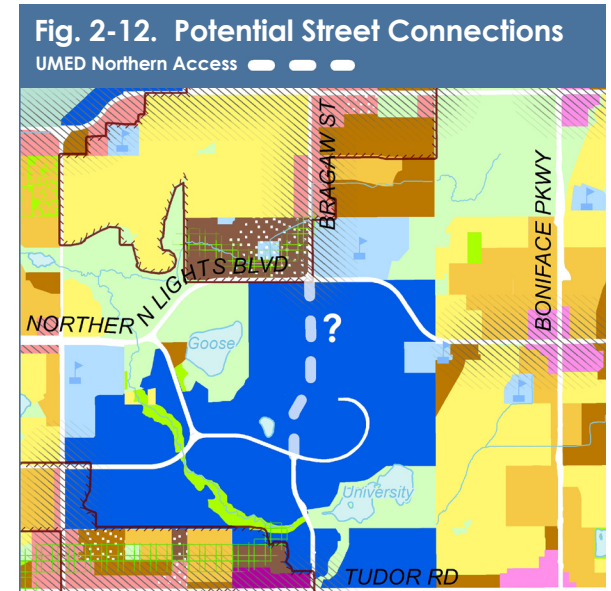 Fig. 2-12. Potential Street Connections
UMED Northern Access
BRAGAW ST
BONIFACE PKWY
NORTHERN LIGHTS BLVD
?
Goose
University
TUDOR RD